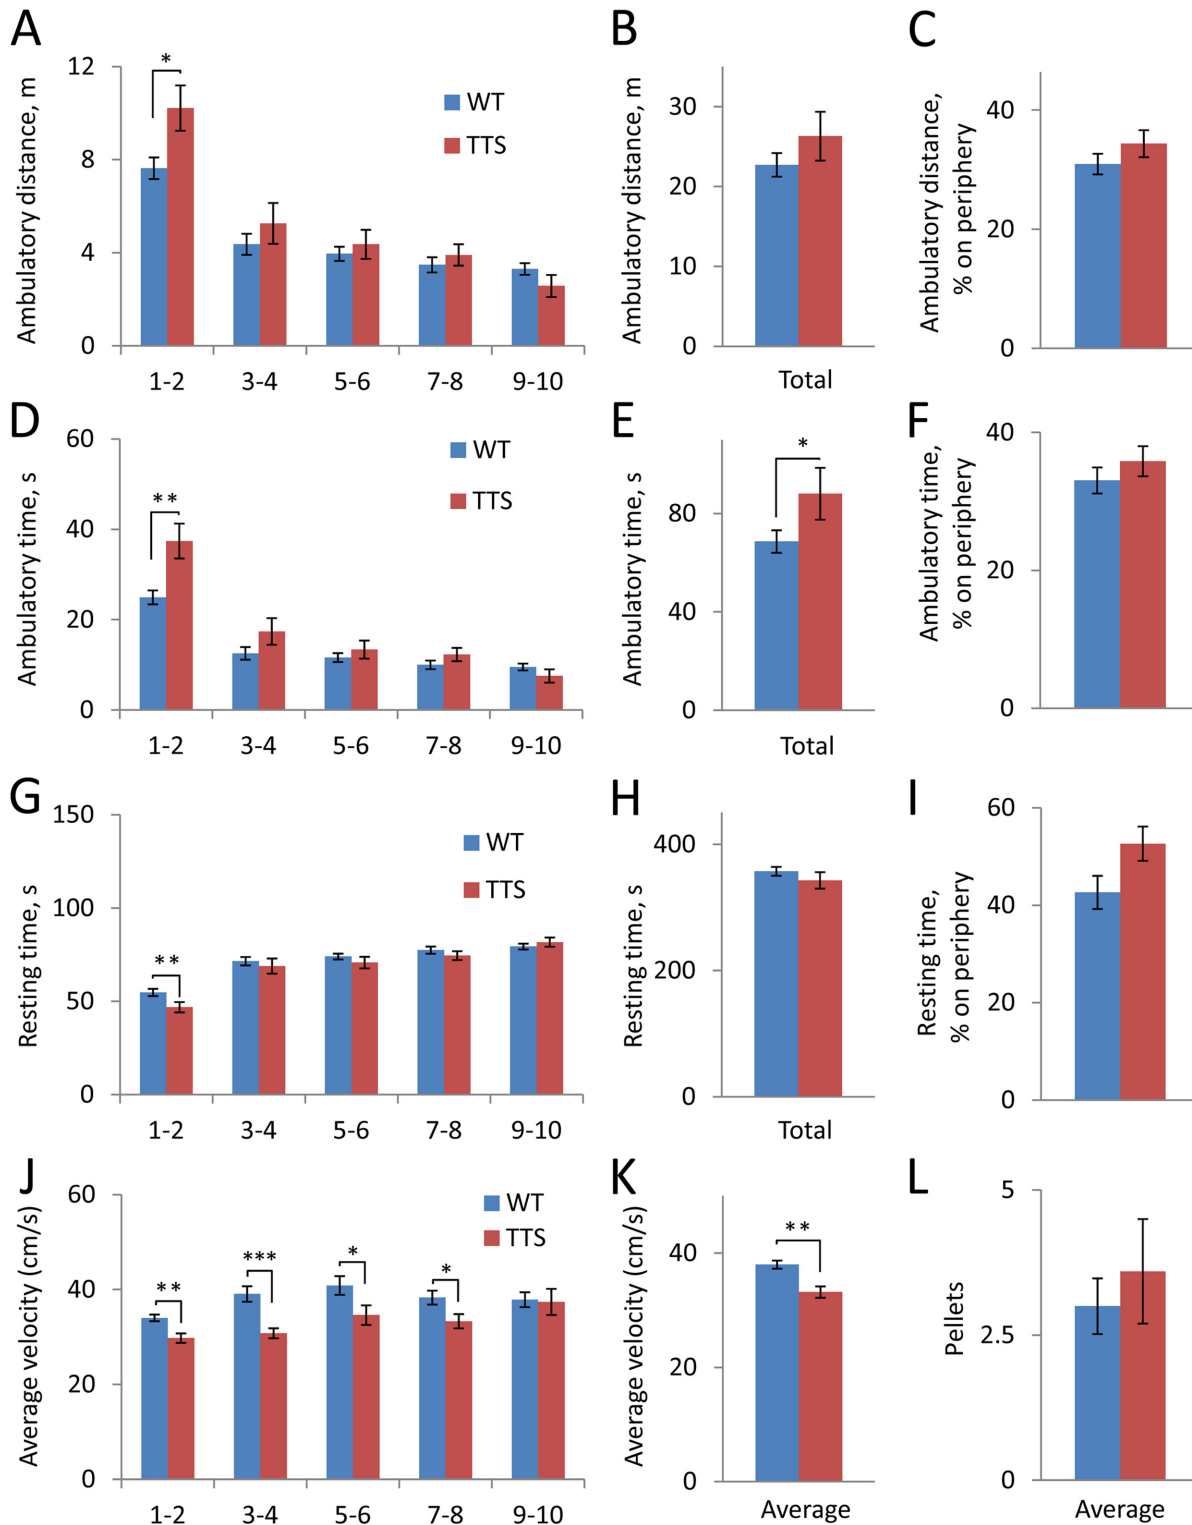 A
Ambulatory distance, m
12
8
4
0
*
WT
TTS
1-2
3-4
5-6
7-8
9-10
B
Ambulatory distance, m
30
20
10
0
Total
C
Ambulatory distance,
% on periphery
40
20
0
D
Ambulatory time, s
60
40
20
0
**
WT
TTS
1-2
3-4
5-6
7-8
9-10
E
Ambulatory time, s
80
40
0
*
Total
F
Ambulatory time,
% on periphery
40
20
0
G
Resting time, s
150
100
50
0
**
WT
TTS
1-2
3-4
5-6
7-8
9-10
H
Resting time, s
400
200
0
Total
I
Resting time,
% on periphery
60
40
20
0
J
Average velocity (cm/s)
60
40
20
0
**
***
*
*
WT
TTS
1-2
3-4
5-6
7-8
9-10
K
Average velocity (cm/s)
40
20
0
**
Average
L
Pellets
5
2.5
0
Average